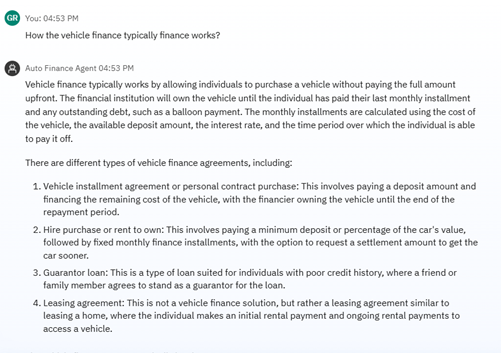 GR You: 04:53 PM
How the vehicle finance typically finance works?
Auto Finance Agent 04:53 PM
Vehicle finance typically works by allowing individuals to purchase a vehicle without paying the full amount
upfront. The financial institution will own the vehicle until the individual has paid their last monthly installment
and any outstanding debt, such as a balloon payment. The monthly installments are calculated using the cost of
the vehicle, the available deposit amount, the interest rate, and the time period over which the individual is able
to pay it off.
There are different types of vehicle finance agreements, including:
1. Vehicle installment agreement or personal contract purchase: This involves paying a deposit amount and
financing the remaining cost of the vehicle, with the financier owning the vehicle until the end of the
repayment period.
2. Hire purchase or rent to own: This involves paying a minimum deposit or percentage of the car's value,
followed by fixed monthly finance installments, with the option to request a settlement amount to get the
car sooner.
3. Guarantor loan: This is a type of loan suited for individuals with poor credit history, where a friend or
family member agrees to stand as a guarantor for the loan.
4. Leasing agreement: This is not a vehicle finance solution, but rather a leasing agreement similar to
leasing a home, where the individual makes an initial rental payment and ongoing rental payments to
access a vehicle.